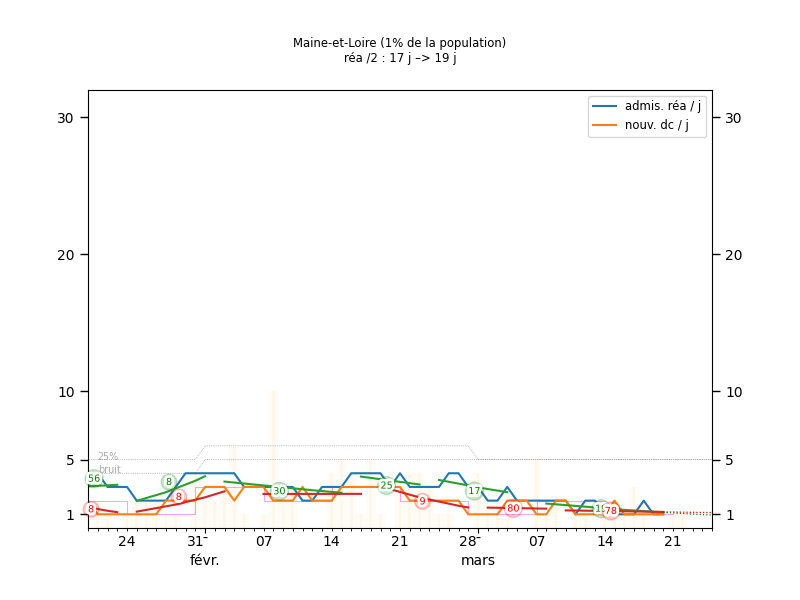 Maine-et-Loire (1% de la population)
réa /2 : 17 j –> 19 j
admis. réa / j
nouv. dc / j
30 30
20 20
10 10
5 5
1 1
25%
bruit
56 8 30 25 17
8 8 9 80 78
24 31 07 14 21 28 07 14 21
févr. mars